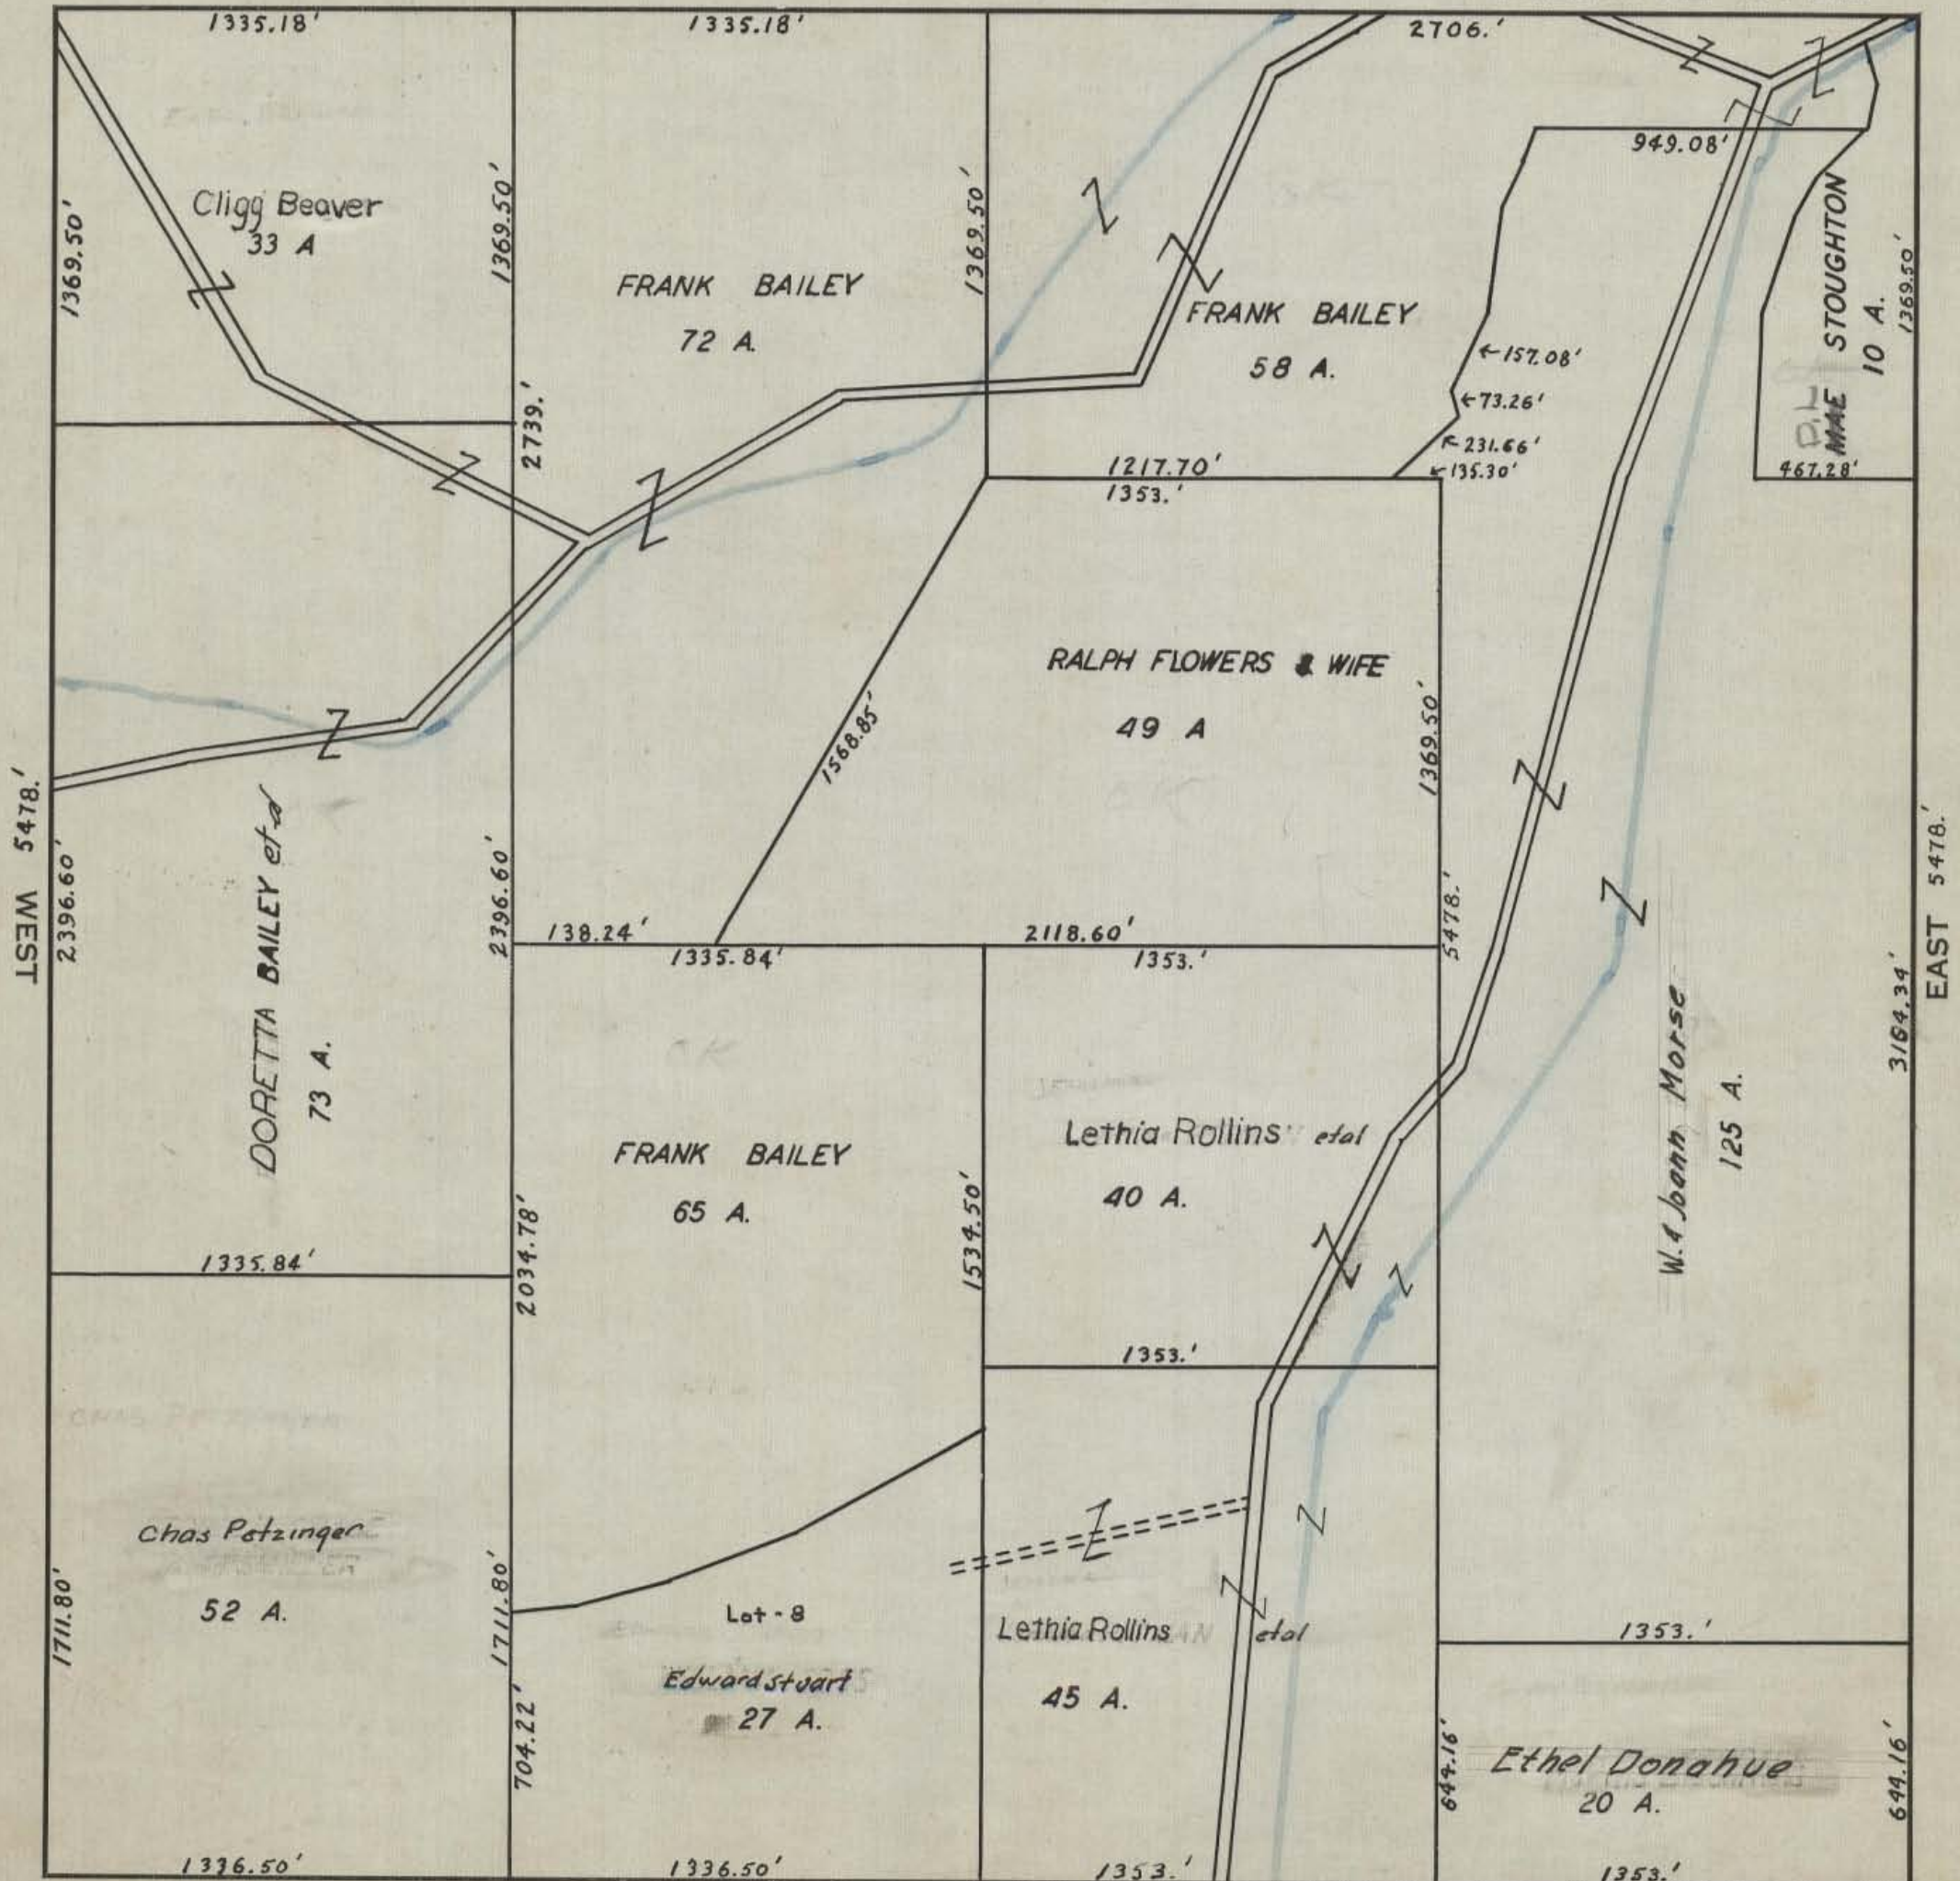 1335.18'
1335.18'
2706.'
Cligg Beaver
33 A
1369.50'
1369.50'
1369.50'
FRANK BAILEY
72 A.
FRANK BAILEY
58 A.
949.08'
←157.08'
←73.26'
231.66'
←135.30'
MAE STOUGHTON
10 A.
1369.50'
467.28'
2739.'
1217.70'
1353.'
RALPH FLOWERS & WIFE
49 A
1568.85'
1369.50'
WEST 5478.'
2396.60'
DORETTA BAILEY et al
73 A.
2396.60'
138.24'
2118.60'
1335.84'
1353.'
5478.'
EAST 5478.'
3164.34'
W. & Joann Morse
125 A.
OK
FRANK BAILEY
65 A.
Lethia Rollins etal
40 A.
1335.84'
2034.78'
1534.50'
1353.'
Chas Petzinger
52 A.
1711.80'
1711.80'
Lot - 8
Edward Stuart
27 A.
704.22'
Lethia Rollins etal
45 A.
1353.'
644.16'
Ethel Donahue
20 A.
644.16'
1336.50'
1336.50'
1353.'
1353.'